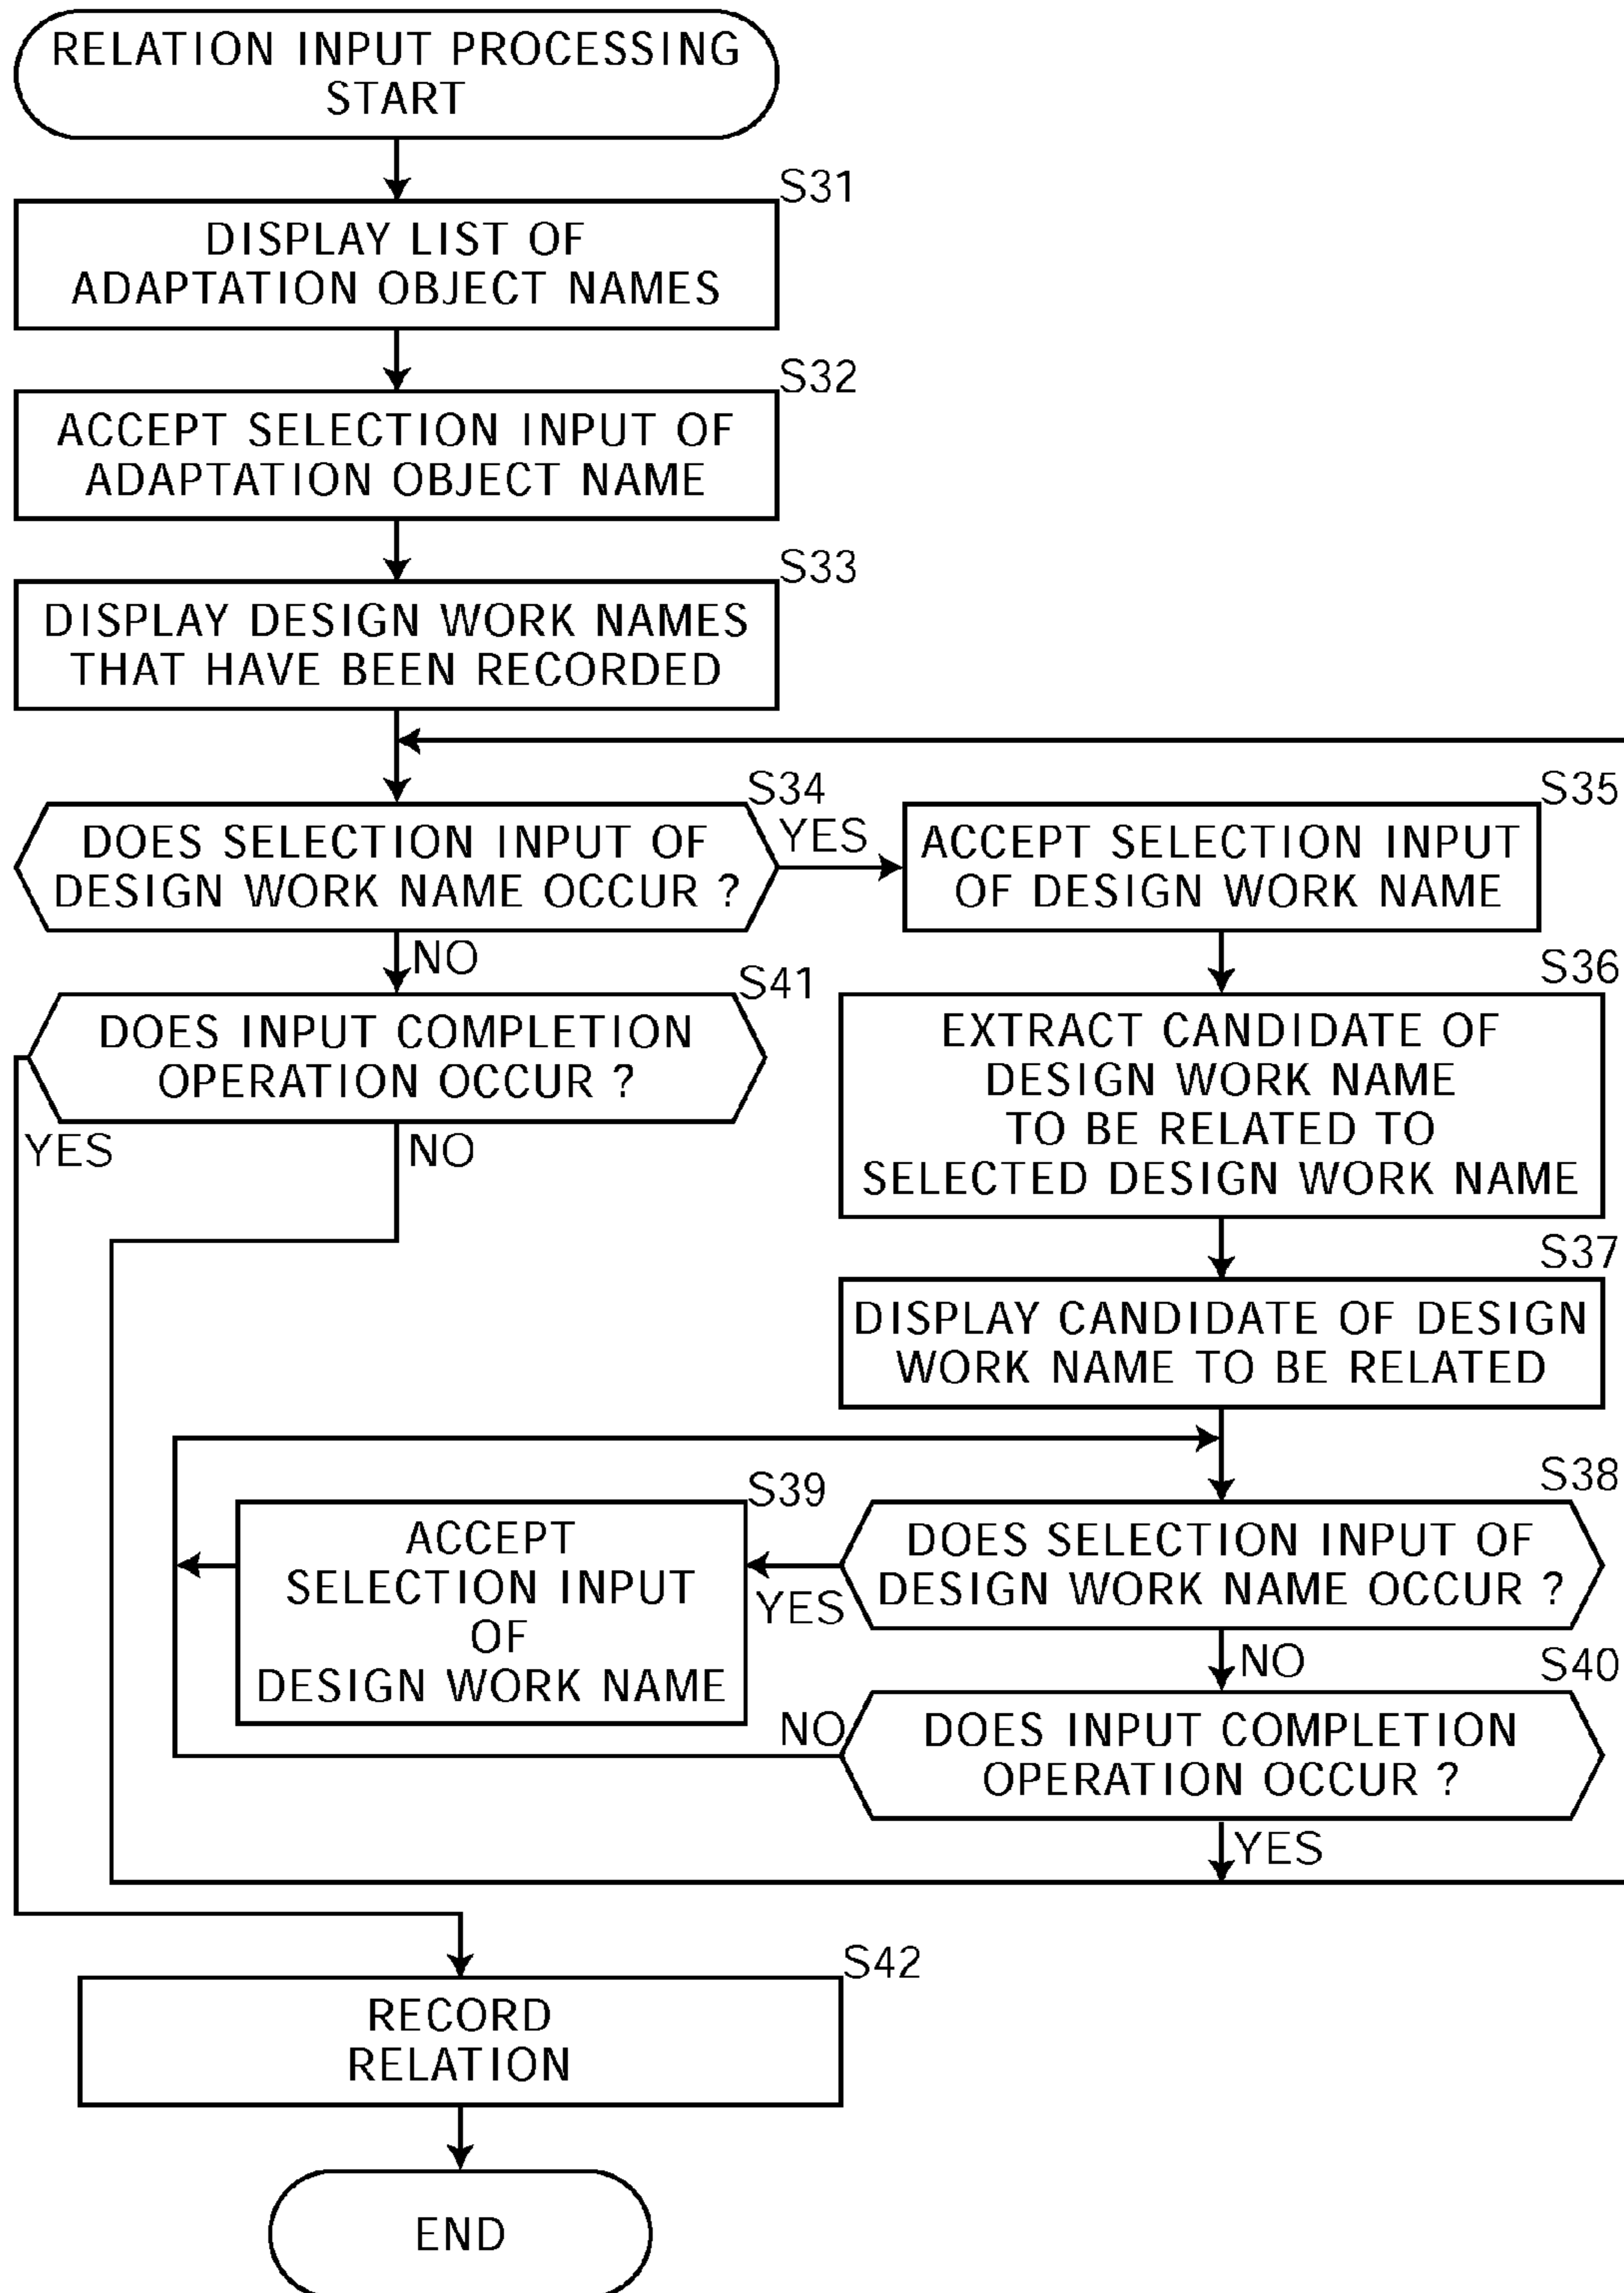 RELATION INPUT PROCESSING
START
S31
DISPLAY LIST OF
ADAPTATION OBJECT NAMES
S32
ACCEPT SELECTION INPUT OF
ADAPTATION OBJECT NAME
S33
DISPLAY DESIGN WORK NAMES
THAT HAVE BEEN RECORDED
S34
DOES SELECTION INPUT OF
DESIGN WORK NAME OCCUR ?
YES
NO
S35
ACCEPT SELECTION INPUT
OF DESIGN WORK NAME
S41
DOES INPUT COMPLETION
OPERATION OCCUR ?
YES
NO
S36
EXTRACT CANDIDATE OF
DESIGN WORK NAME
TO BE RELATED TO
SELECTED DESIGN WORK NAME
S37
DISPLAY CANDIDATE OF DESIGN
WORK NAME TO BE RELATED
S38
DOES SELECTION INPUT OF
DESIGN WORK NAME OCCUR ?
YES
NO
S39
ACCEPT
SELECTION INPUT
OF
DESIGN WORK NAME
S40
DOES INPUT COMPLETION
OPERATION OCCUR ?
NO
YES
S42
RECORD
RELATION
END